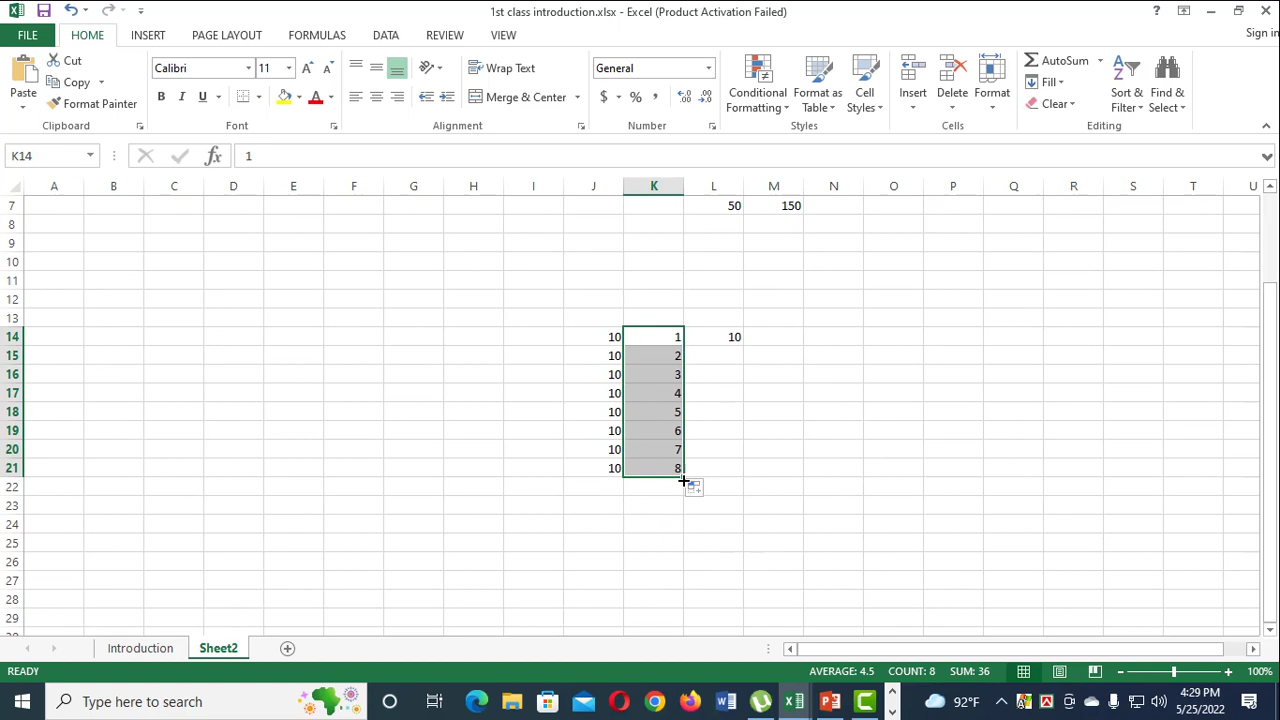 1st class introduction.xlsx - Excel (Product Activation Failed)
FILE HOME INSERT PAGE LAYOUT FORMULAS DATA REVIEW VIEW Sign in
Paste
Cut
Copy
Format Painter
Clipboard
Calibri 11
B I U A
Font
Wrap Text
Merge & Center
Alignment
General
$ % ,
Number
Conditional Formatting
Format as Table
Cell Styles
Styles
Insert Delete Format
Cells
AutoSum
Fill
Clear
Sort & Filter
Find & Select
Editing
K14 fx 1
A B C D E F G H I J K L M N O P Q R S T U
7 50 150
8
9
10
11
12
13
14 10 1 10
15 10 2
16 10 3
17 10 4
18 10 5
19 10 6
20 10 7
21 10 8
22
23
24
25
26
27
28
29
Introduction Sheet2
READY AVERAGE: 4.5 COUNT: 8 SUM: 36 100%
Type here to search
92°F
4:29 PM
5/25/2022